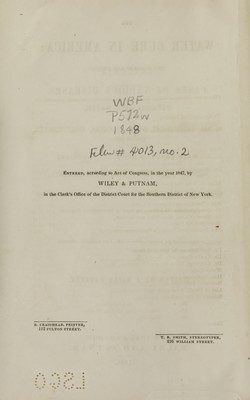 WBF
P572w
1848
Film# 4013, no. 2
Entered, according to Act of Congress, in the year 1847, by
WILEY & PUTNAM,
in the Clerk's Office of the District Court for the Southern District of New York.
R. CRAIGHEAD, PRINTER,
112 FULTON STREET.
T. B. SMITH, STEREOTYPER,
216 WILLIAM STREET.